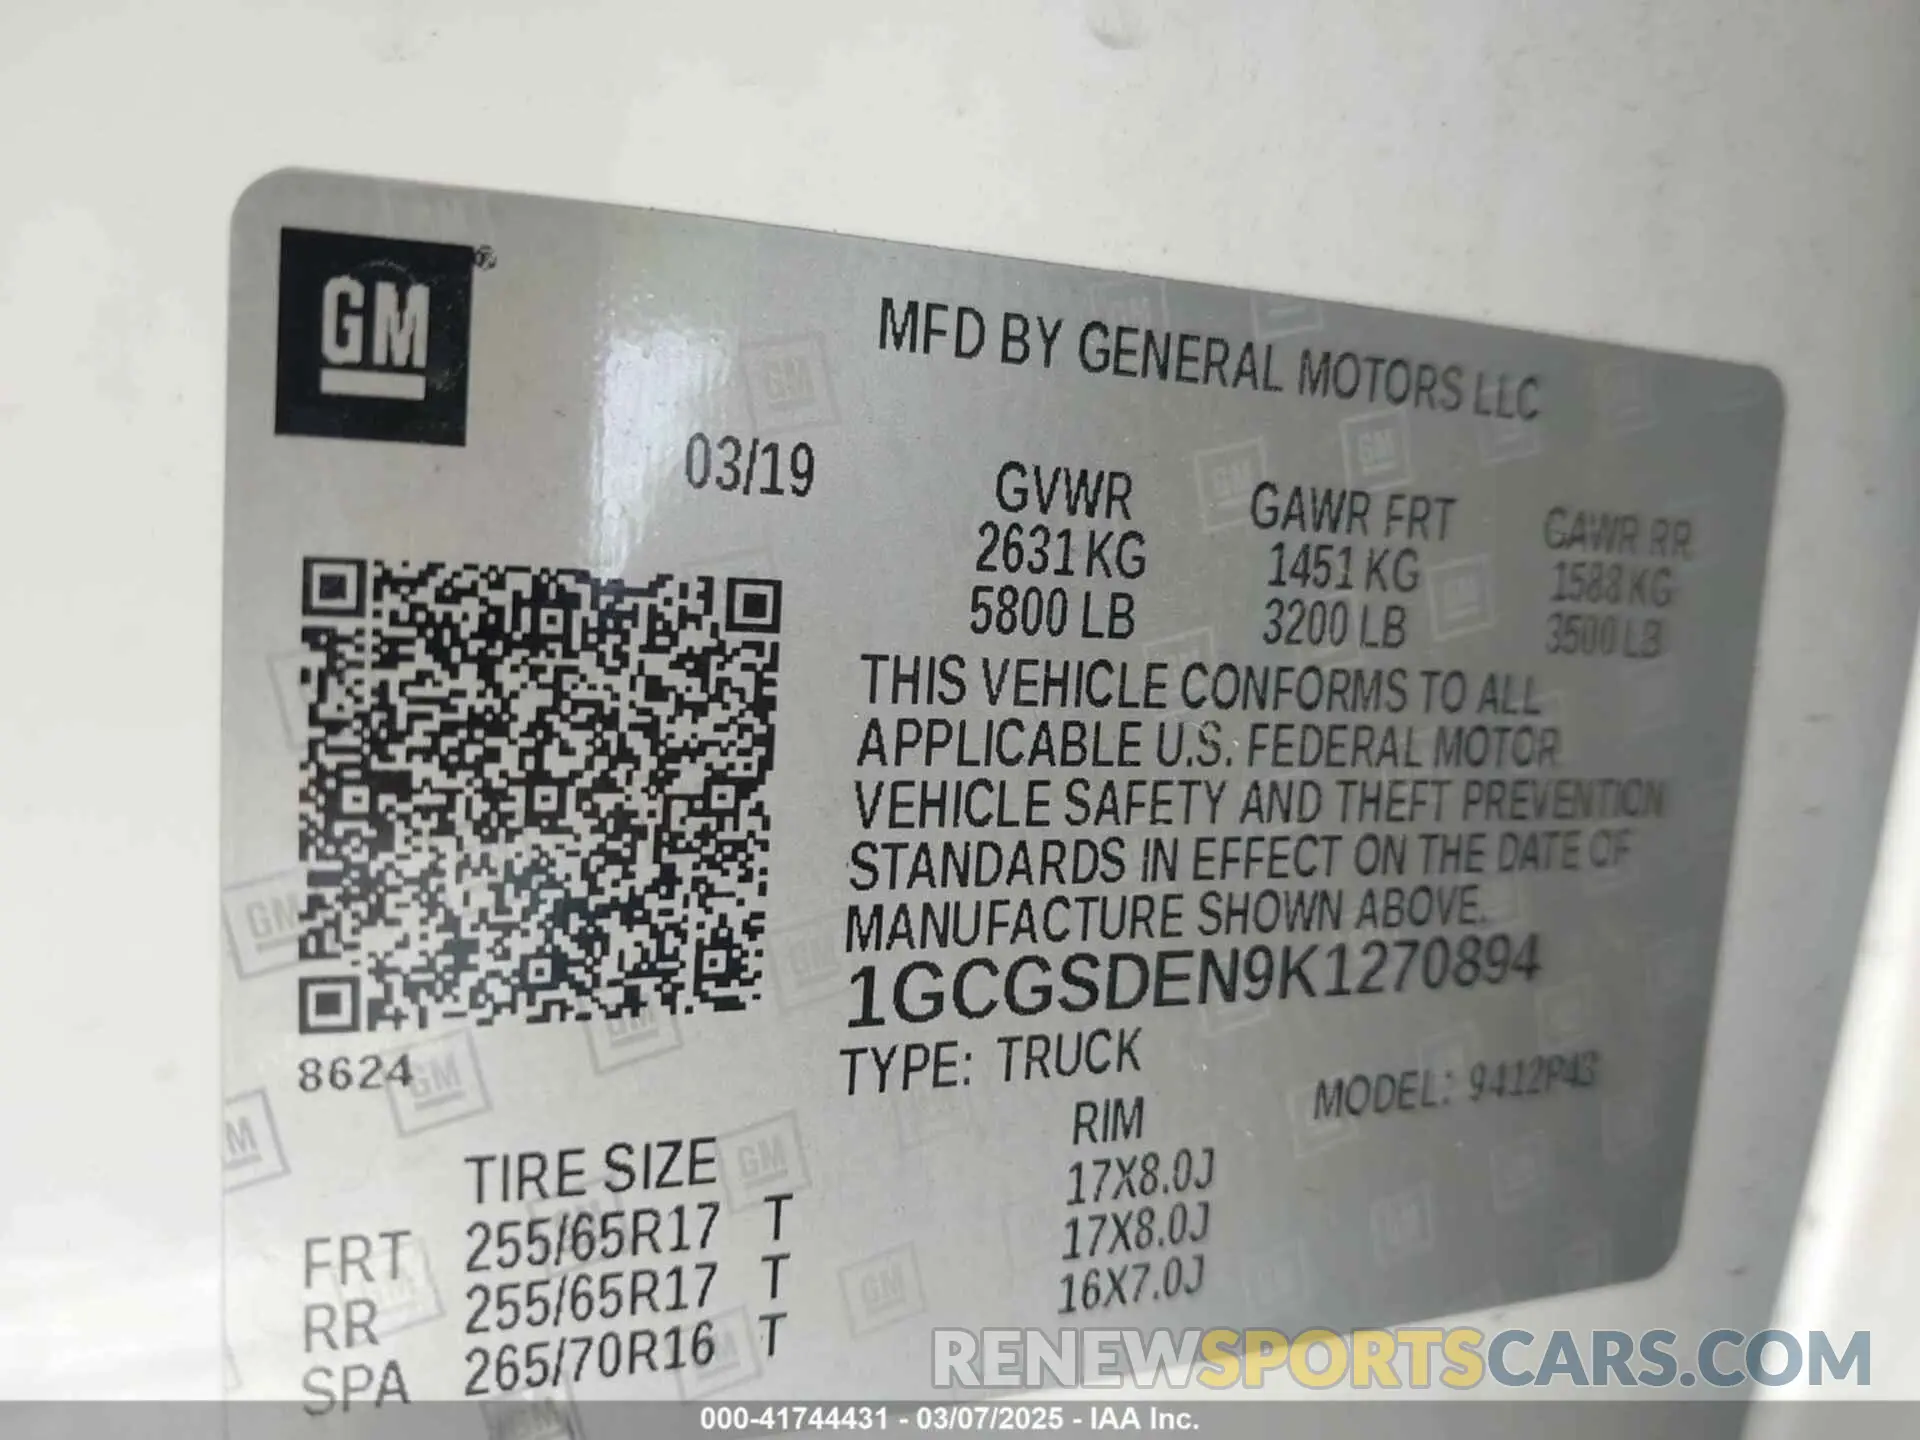 GM®
MFD BY GENERAL MOTORS LLC
03/19
GVWR GAWR FRT GAWR RR
2631 KG 1451 KG 1588 KG
5800 LB 3200 LB 3500 LB
THIS VEHICLE CONFORMS TO ALL
APPLICABLE U.S. FEDERAL MOTOR
VEHICLE SAFETY AND THEFT PREVENTION
STANDARDS IN EFFECT ON THE DATE OF
MANUFACTURE SHOWN ABOVE.
1GCGSDEN9K1270894
8624
TYPE: TRUCK MODEL: 9412P43
TIRE SIZE RIM
FRT 255/65R17 T 17X8.0J
RR 255/65R17 T 17X8.0J
SPA 265/70R16 T 16X7.0J
RENEWSPORTSCARS.COM
000-41744431 - 03/07/2025 - IAA Inc.